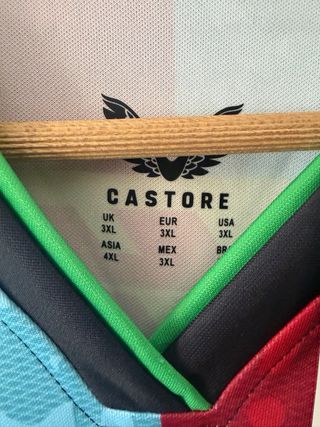 CASTORE
UK EUR USA
3XL 3XL 3XL
ASIA MEX
4XL 3XL